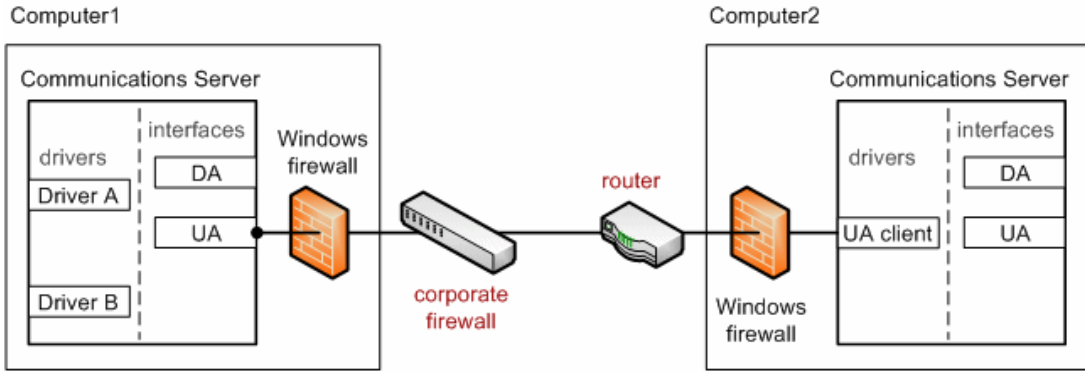 Computer1
Communications Server
drivers
interfaces
DA
Driver A
UA
Driver B
Windows
firewall
corporate
firewall
router
Computer2
Communications Server
Windows
firewall
drivers
interfaces
DA
UA client
UA